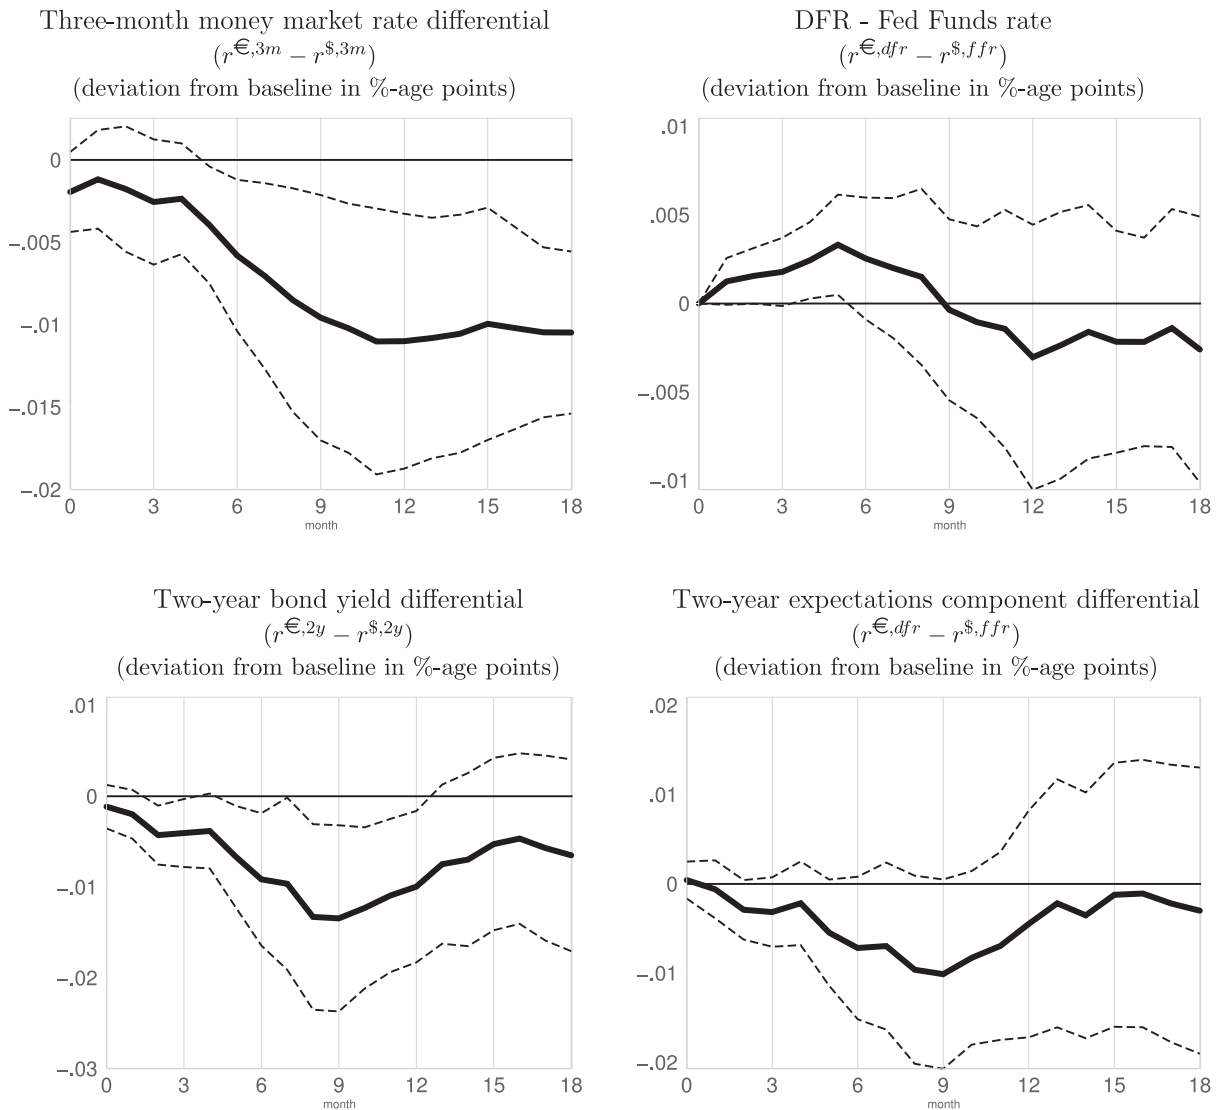 Three-month money market rate differential
(r€,3m − r$,3m)
(deviation from baseline in %-age points)
0
−.005
−.01
−.015
−.02
0 3 6 9 12 15 18
month
DFR - Fed Funds rate
(r€,dfr − r$,ffr)
(deviation from baseline in %-age points)
.01
.005
0
−.005
−.01
0 3 6 9 12 15 18
month
Two-year bond yield differential
(r€,2y − r$,2y)
(deviation from baseline in %-age points)
.01
0
−.01
−.02
−.03
0 3 6 9 12 15 18
month
Two-year expectations component differential
(r€,dfr − r$,ffr)
(deviation from baseline in %-age points)
.02
.01
0
−.01
−.02
0 3 6 9 12 15 18
month